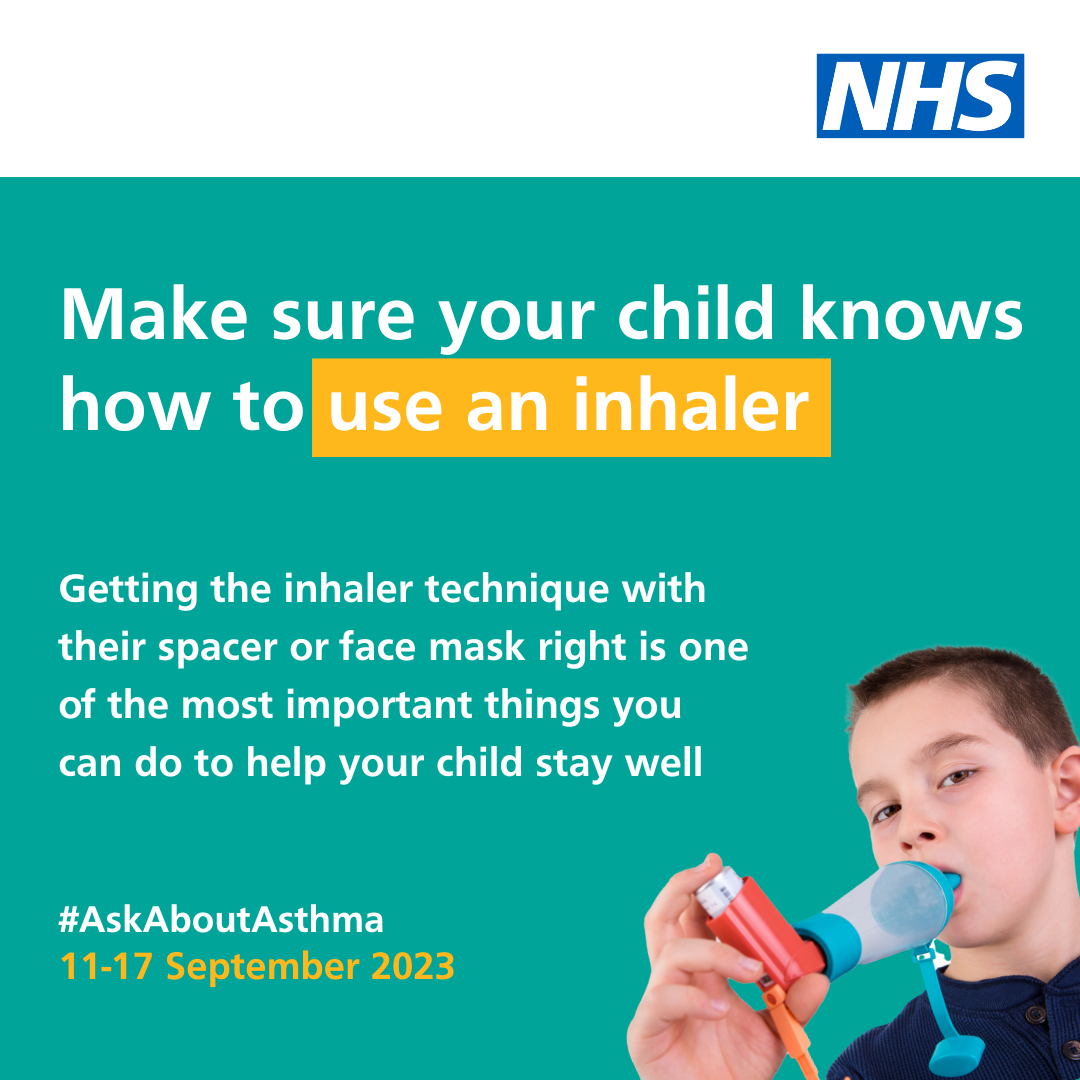 NHS
Make sure your child knows
how to use an inhaler
Getting the inhaler technique with
their spacer or face mask right is one
of the most important things you
can do to help your child stay well
#AskAboutAsthma
11-17 September 2023